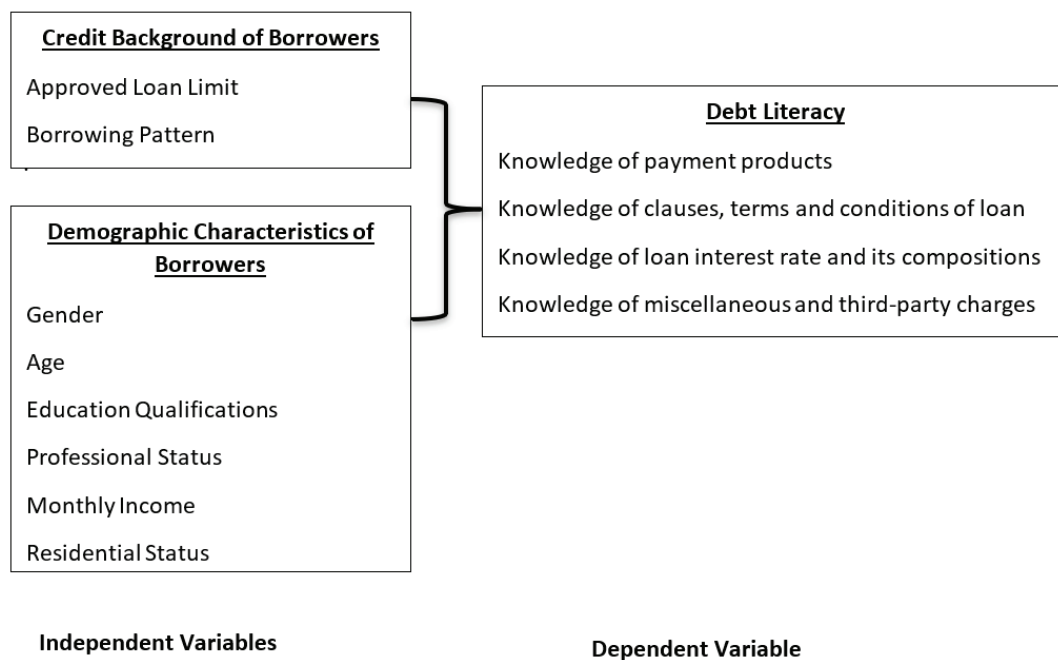 Credit Background of Borrowers
Approved Loan Limit
Borrowing Pattern
Demographic Characteristics of
Borrowers
Gender
Age
Education Qualifications
Professional Status
Monthly Income
Residential Status
Debt Literacy
Knowledge of payment products
Knowledge of clauses, terms and conditions of loan
Knowledge of loan interest rate and its compositions
Knowledge of miscellaneous and third-party charges
Independent Variables
Dependent Variable